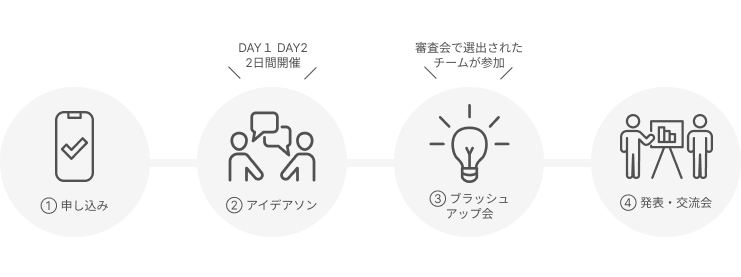 DAY１ DAY2
2日間開催
審査会で選出された
チームが参加
① 申し込み
② アイデアソン
③ ブラッシュ
アップ会
④ 発表・交流会